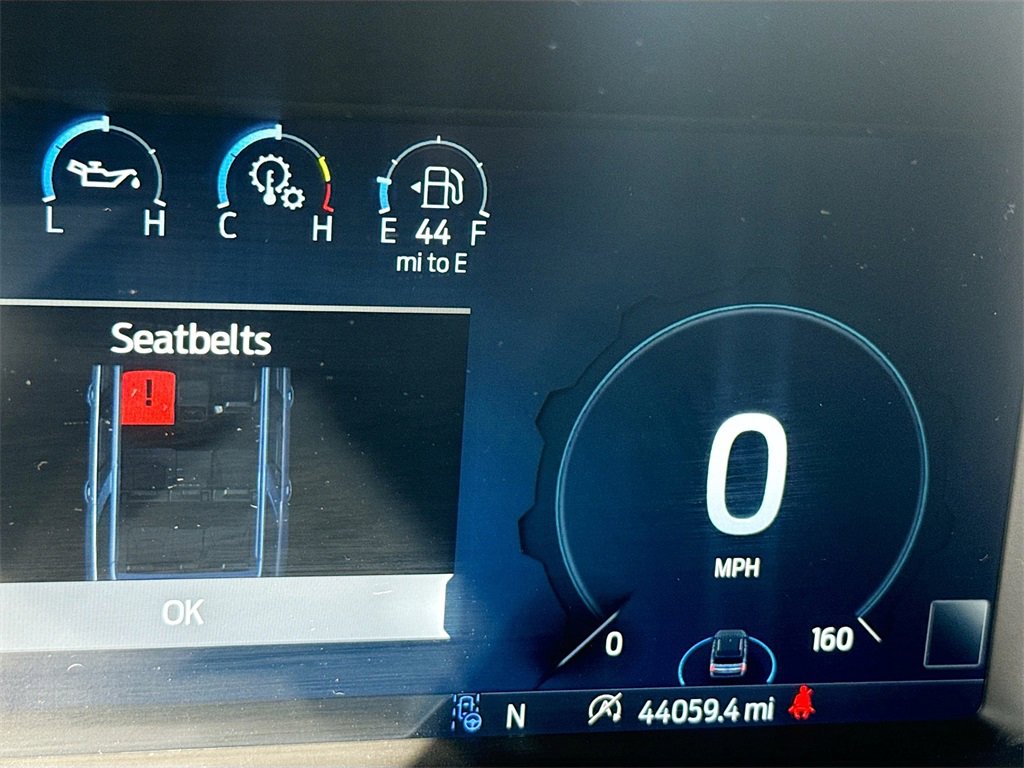 L H
C H
E 44 F
mi to E
Seatbelts
!
OK
0
MPH
0 160
N 44059.4 mi